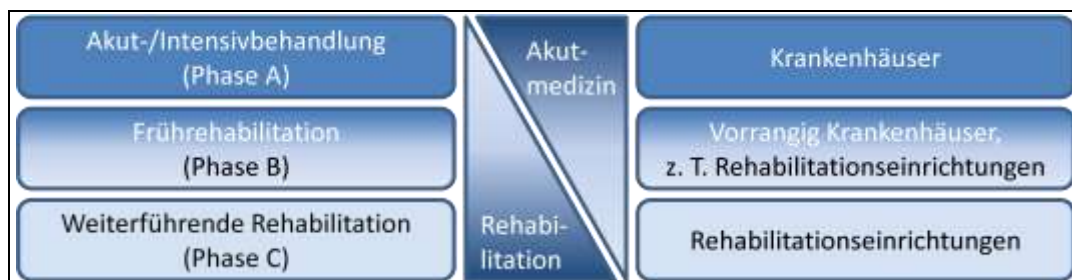 Akut-/Intensivbehandlung
(Phase A)
Frührehabilitation
(Phase B)
Weiterführende Rehabilitation
(Phase C)
Akut-
medizin
Rehabi-
litation
Krankenhäuser
Vorrangig Krankenhäuser,
z. T. Rehabilitationseinrichtungen
Rehabilitationseinrichtungen